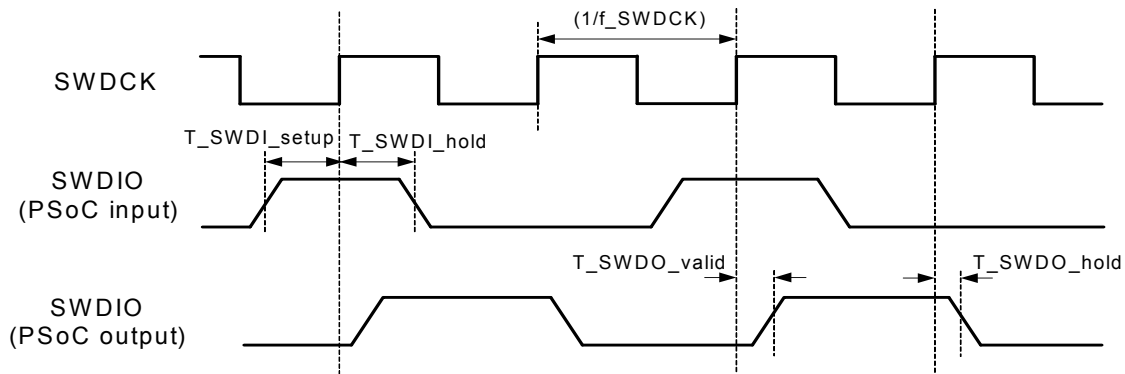 (1/f_SWDCK)
SWDCK
T_SWDI_setup
T_SWDI_hold
SWDIO
(PSoC input)
T_SWDO_valid
T_SWDO_hold
SWDIO
(PSoC output)